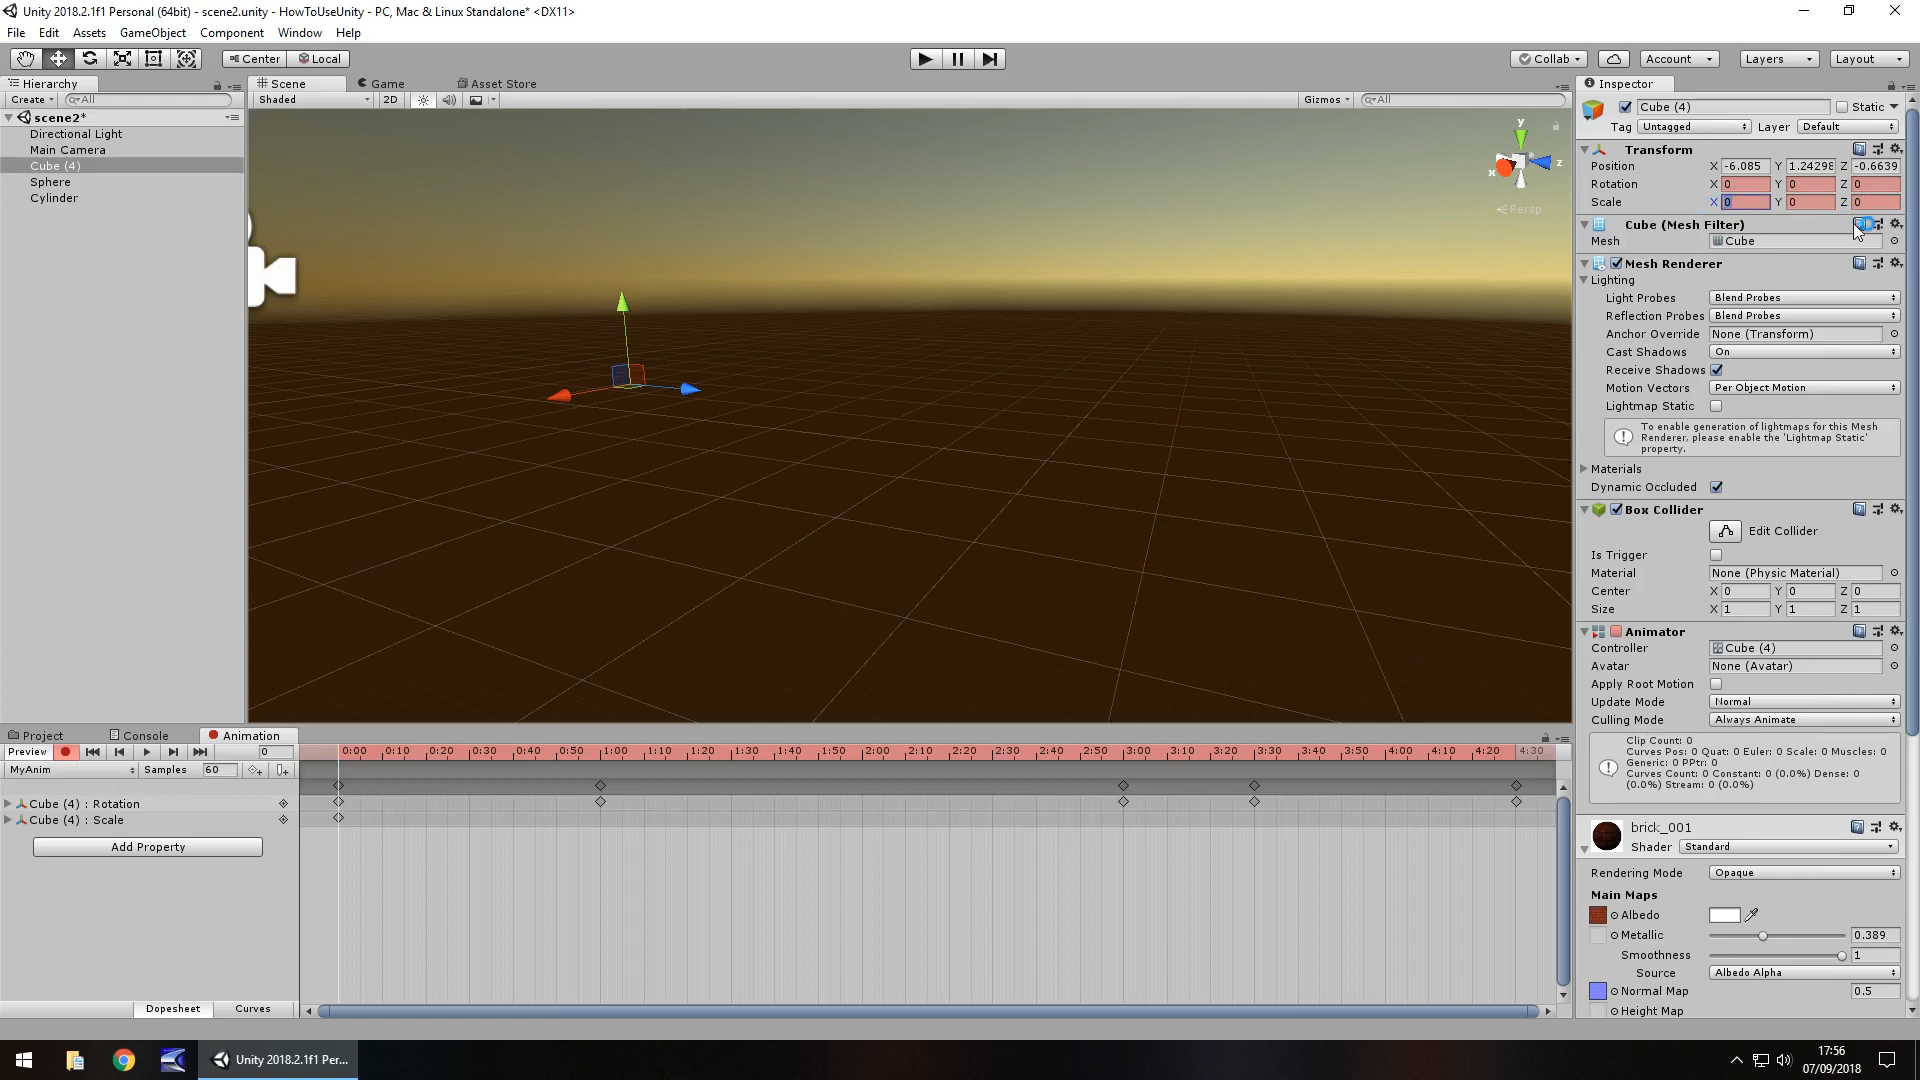 Unity 2018.2.1f1 Personal (64bit) - scene2.unity - HowToUseUnity - PC, Mac & Linux Standalone* <DX11>
File Edit Assets GameObject Component Window Help
Center Local Collab Account Layers Layout
Hierarchy
Create All
scene2*
Directional Light
Main Camera
Cube (4)
Sphere
Cylinder
Scene Game Asset Store
Shaded 2D Gizmos All
y
x z
Persp
Inspector
Cube (4) Static
Tag Untagged Layer Default
Transform
Position X -6.085 Y 1.24298 Z -0.6639
Rotation X 0 Y 0 Z 0
Scale X 0 Y 0 Z 0
Cube (Mesh Filter)
Mesh Cube
Mesh Renderer
Lighting
Light Probes Blend Probes
Reflection Probes Blend Probes
Anchor Override None (Transform)
Cast Shadows On
Receive Shadows
Motion Vectors Per Object Motion
Lightmap Static
To enable generation of lightmaps for this Mesh
Renderer, please enable the 'Lightmap Static'
property.
Materials
Dynamic Occluded
Box Collider
Edit Collider
Is Trigger
Material None (Physic Material)
Center X 0 Y 0 Z 0
Size X 1 Y 1 Z 1
Animator
Controller Cube (4)
Avatar None (Avatar)
Apply Root Motion
Update Mode Normal
Culling Mode Always Animate
Clip Count: 0
Curves Pos: 0 Quat: 0 Euler: 0 Scale: 0 Muscles: 0
Generic: 0 PPtr: 0
Curves Count: 0 Constant: 0 (0.0%) Dense: 0
(0.0%) Stream: 0 (0.0%)
brick_001
Shader Standard
Rendering Mode Opaque
Main Maps
Albedo
Metallic 0.389
Smoothness 1
Source Albedo Alpha
Normal Map 0.5
Height Map
Project Console Animation
Preview 0 0:00 0:10 0:20 0:30 0:40 0:50 1:00 1:10 1:20 1:30 1:40 1:50 2:00 2:10 2:20 2:30 2:40 2:50 3:00 3:10 3:20 3:30 3:40 3:50 4:00 4:10 4:20 4:30
MyAnim Samples 60
Cube (4) : Rotation
Cube (4) : Scale
Add Property
Dopesheet Curves
Unity 2018.2.1f1 Per...
17:56
07/09/2018